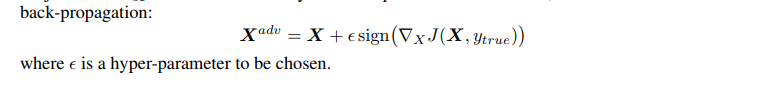 back-propagation:
X^{adv} = X + ϵ sign(∇_X J(X, y_{true}))
where ϵ is a hyper-parameter to be chosen.